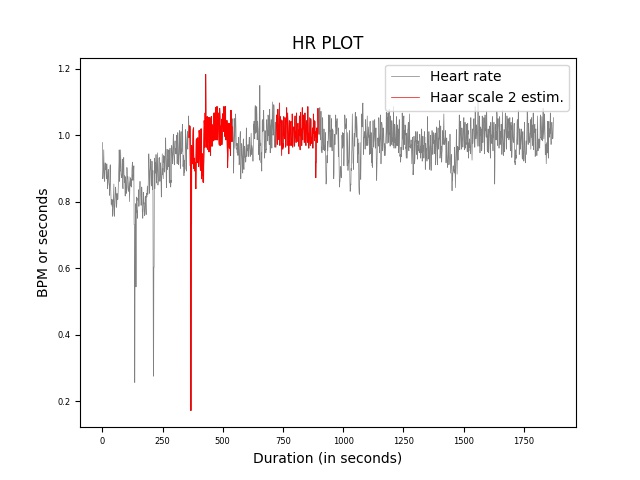 HR PLOT
Heart rate
Haar scale 2 estim.
BPM or seconds
1.2
1.0
0.8
0.6
0.4
0.2
0 250 500 750 1000 1250 1500 1750
Duration (in seconds)